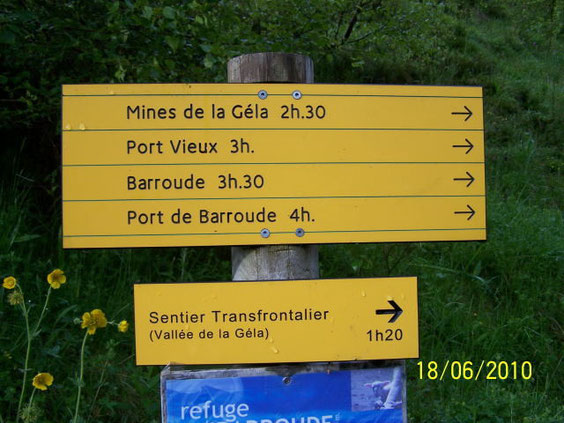 Mines de la Géla 2h.30
Port Vieux 3h.
Barroude 3h.30
Port de Barroude 4h.
Sentier Transfrontalier
(Vallée de la Géla) 1h20
18/06/2010
refuge